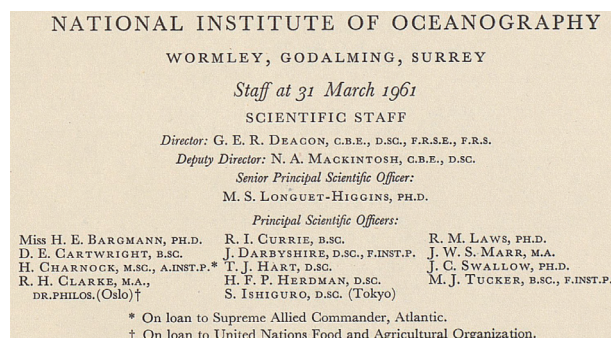 NATIONAL INSTITUTE OF OCEANOGRAPHY
WORMLEY, GODALMING, SURREY
Staff at 31 March 1961
SCIENTIFIC STAFF
Director: G. E. R. DEACON, C.B.E., D.SC., F.R.S.E., F.R.S.
Deputy Director: N. A. MACKINTOSH, C.B.E., D.SC.
Senior Principal Scientific Officer:
M. S. LONGUET-HIGGINS, PH.D.
Principal Scientific Officers:
Miss H. E. BARGMANN, PH.D. R. I. CURRIE, B.SC. R. M. LAWS, PH.D.
D. E. CARTWRIGHT, B.SC. J. DARBYSHIRE, D.SC., F.INST.P. J. W. S. MARR, M.A.
H. CHARNOCK, M.SC., A.INST.P.* T. J. HART, D.SC. J. C. SWALLOW, PH.D.
R. H. CLARKE, M.A., H. F. P. HERDMAN, D.SC. M. J. TUCKER, B.SC., F.INST.P.
DR.PHILOS.(Oslo)† S. ISHIGURO, D.SC. (Tokyo)
* On loan to Supreme Allied Commander, Atlantic.
† On loan to United Nations Food and Agricultural Organization.